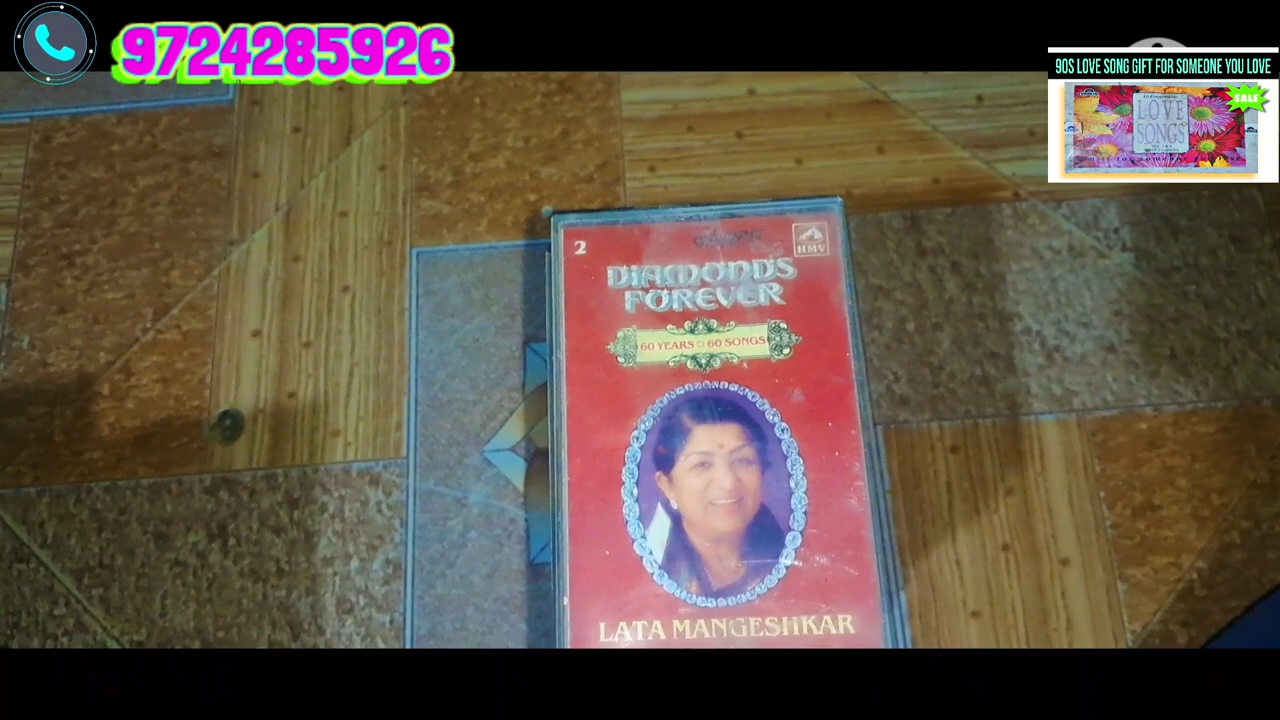 9724285926
90S LOVE SONG GIFT FOR SOMEONE YOU LOVE
SALE
LOVE
SONGS
2
HMV
DIAMONDS
FOREVER
60 YEARS 60 SONGS
LATA MANGESHKAR